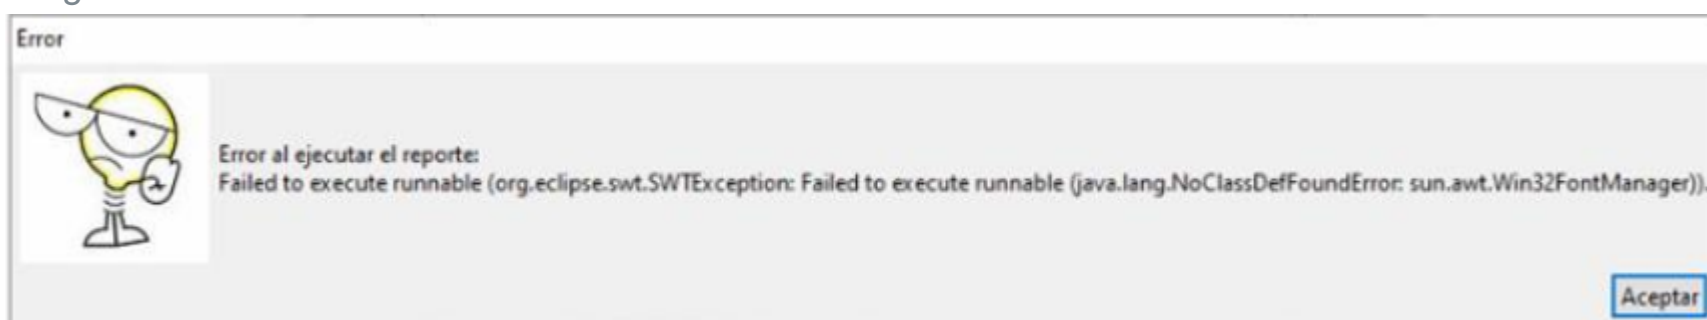 Error
Error al ejecutar el reporte:
Failed to execute runnable (org.eclipse.swt.SWTException: Failed to execute runnable (java.lang.NoClassDefFoundError: sun.awt.Win32FontManager)).
Aceptar